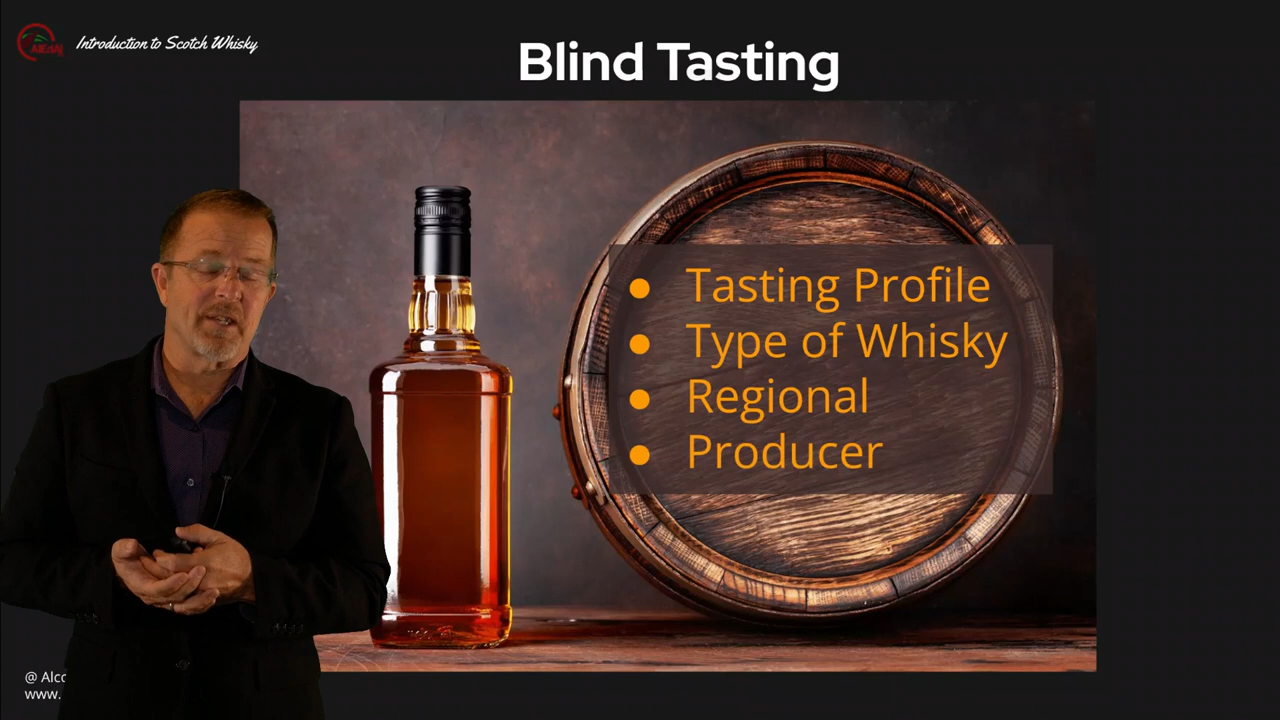 Introduction to Scotch Whisky
Blind Tasting
● Tasting Profile
● Type of Whisky
● Regional
● Producer
@ Alco
www.